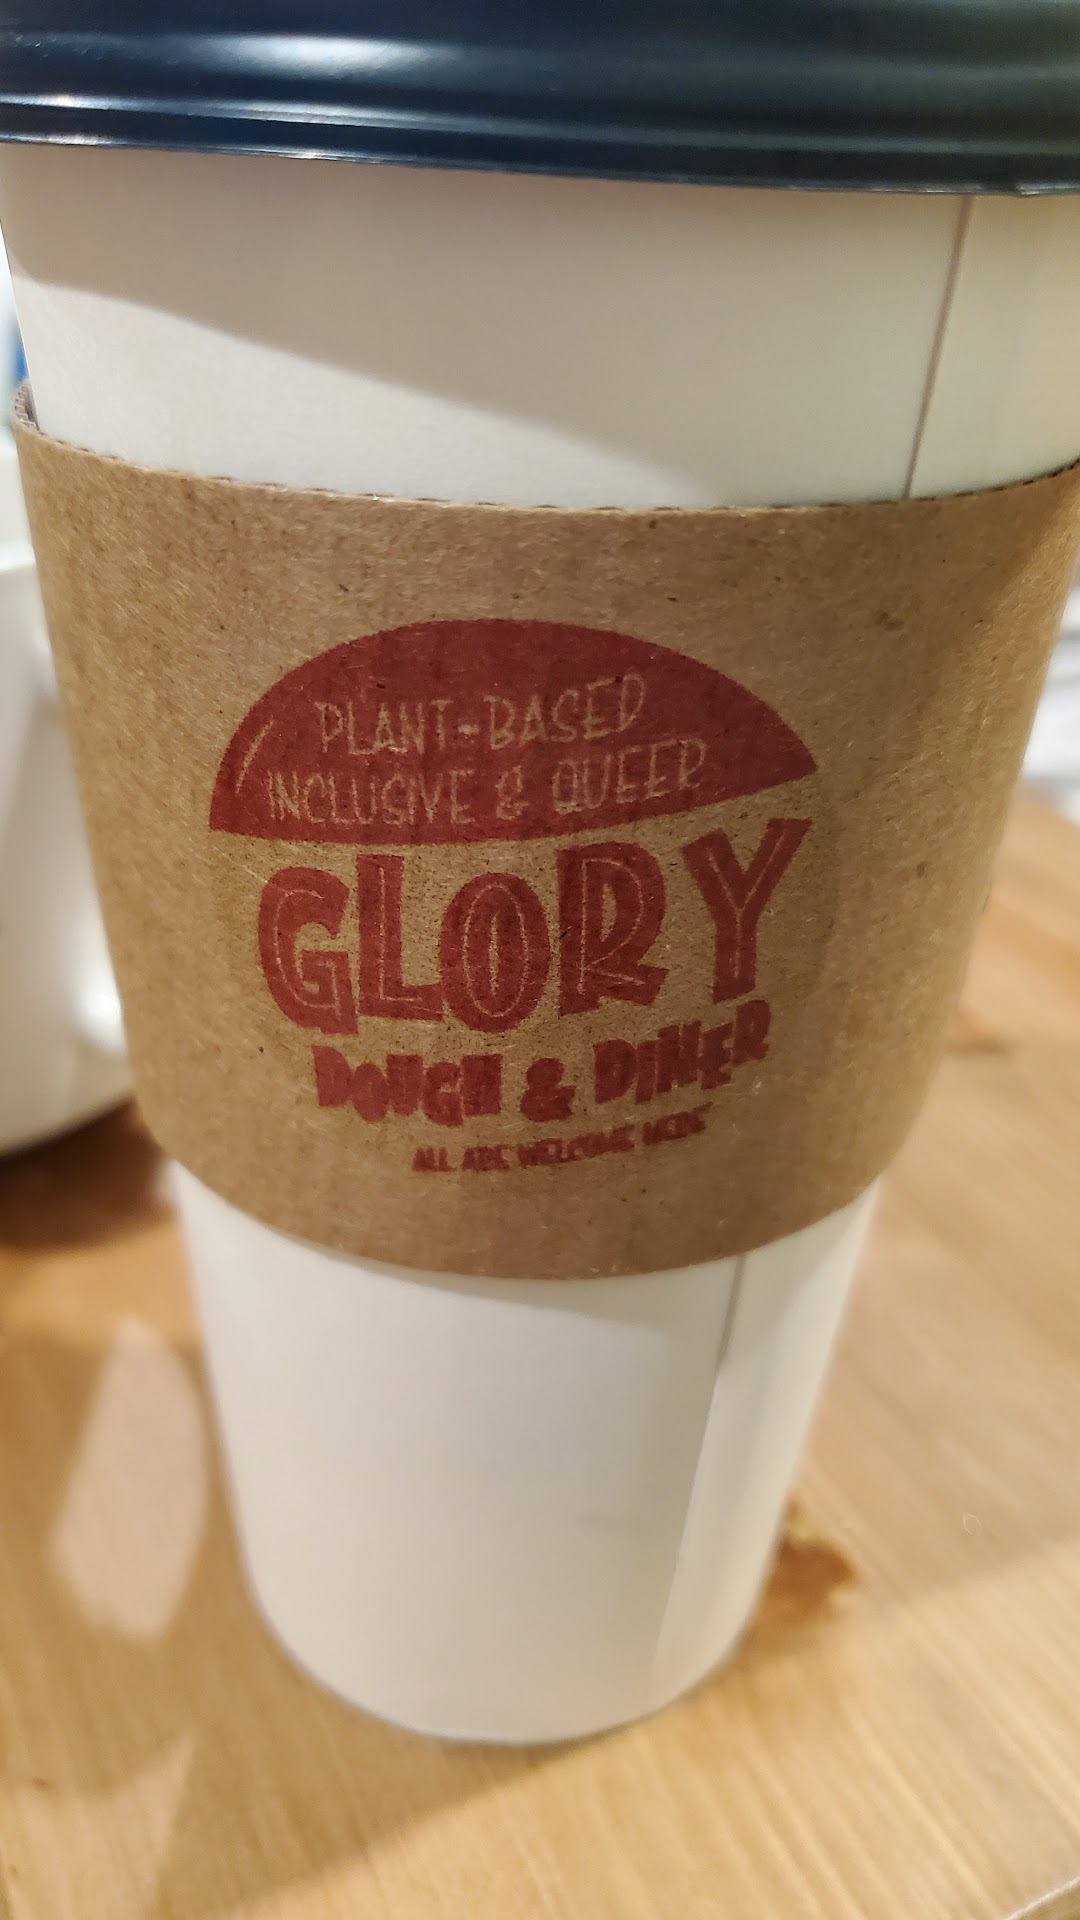 PLANT-BASED
INCLUSIVE & QUEER
GLORY
DOUGH & DINER
ALL ARE WELCOME HERE